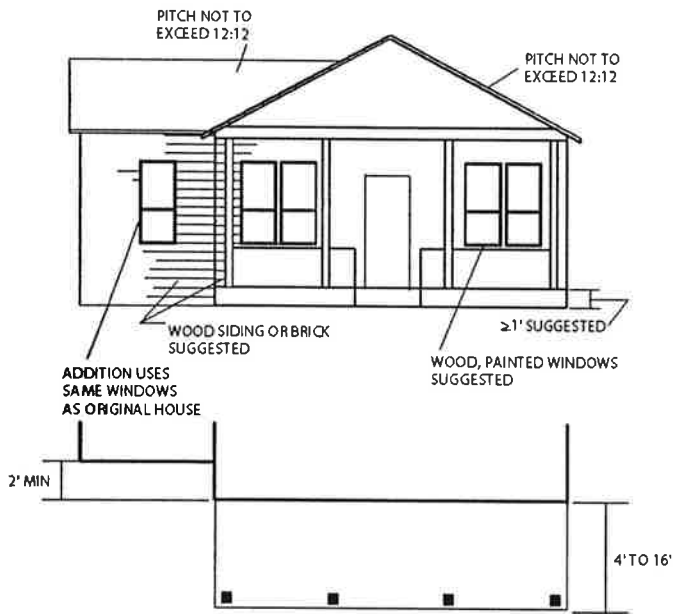 PITCH NOT TO
EXCEED 12:12
PITCH NOT TO
EXCEED 12:12
WOOD SIDING OR BRICK
SUGGESTED
≥1' SUGGESTED
WOOD, PAINTED WINDOWS
SUGGESTED
ADDITION USES
SAME WINDOWS
AS ORIGINAL HOUSE
2' MIN
4' TO 16'